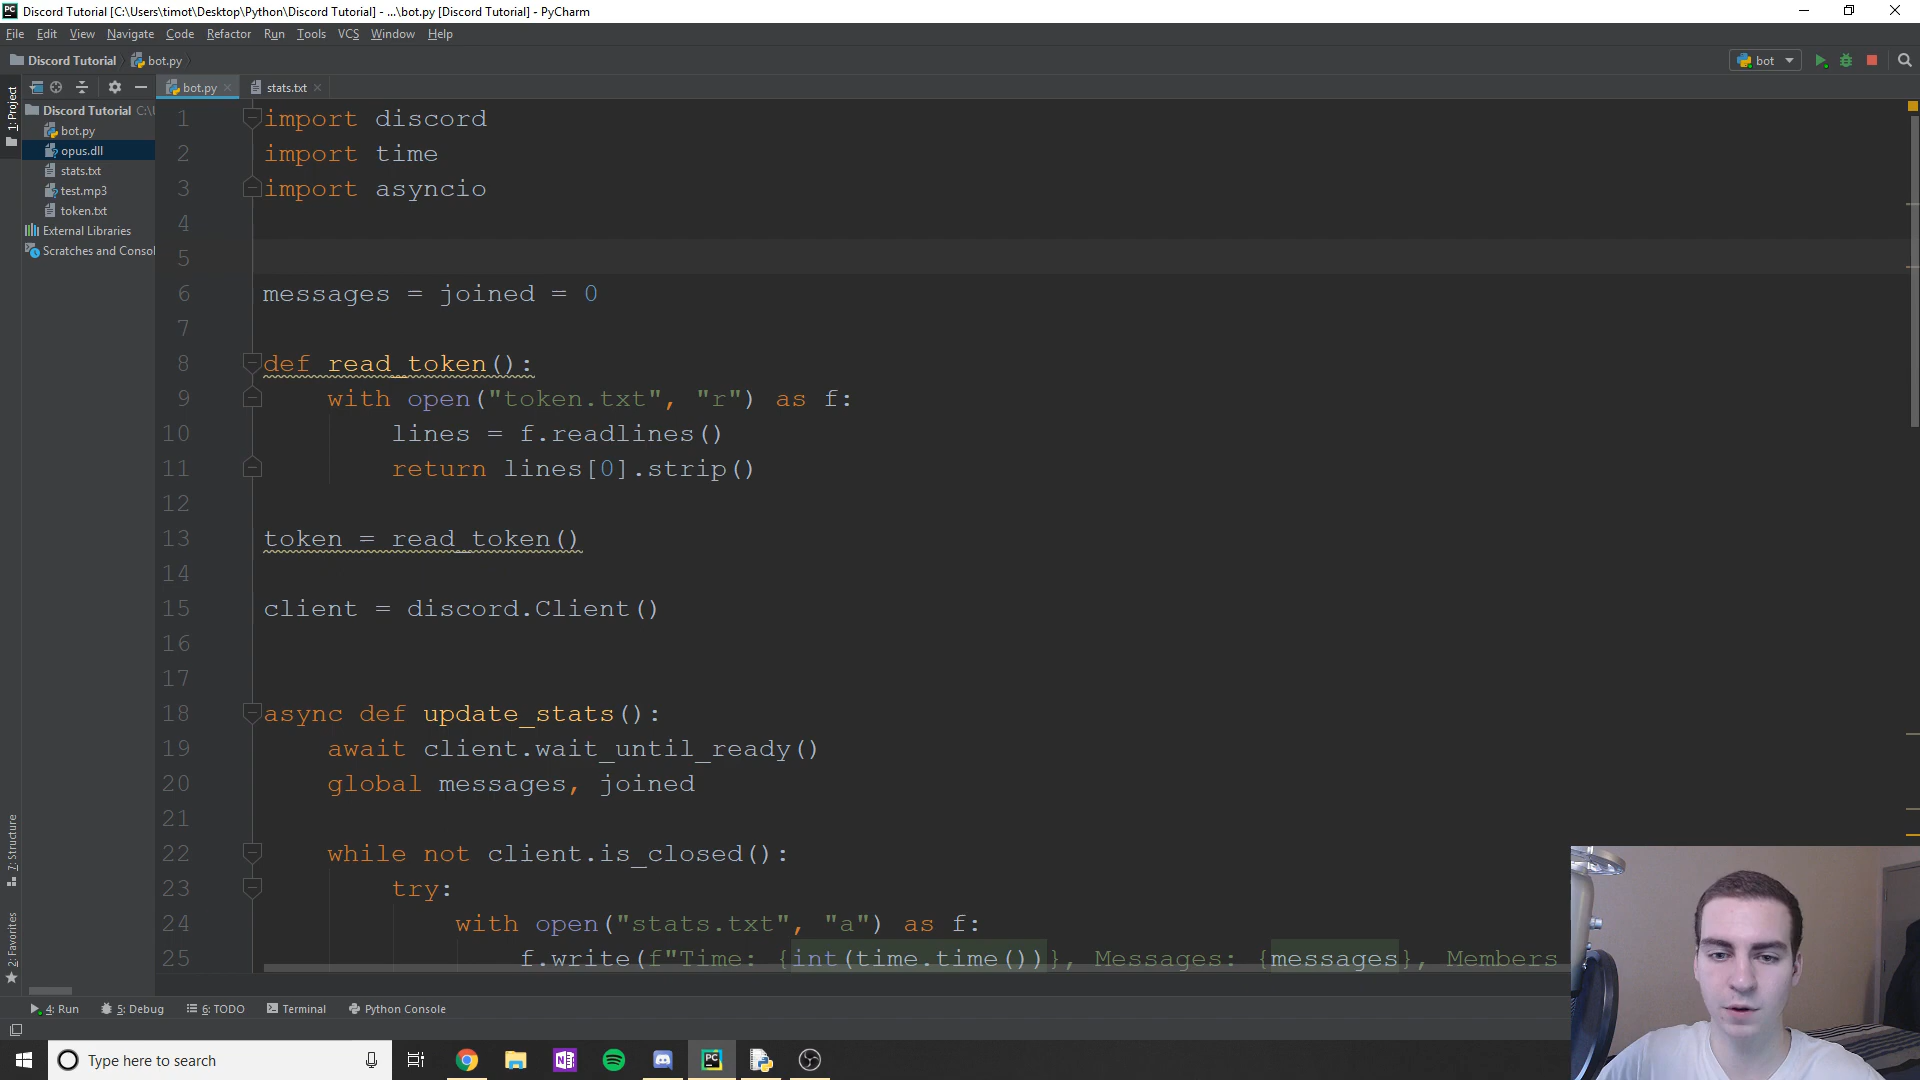 Discord Tutorial [C:\Users\timot\Desktop\Python\Discord Tutorial] - ...\bot.py [Discord Tutorial] - PyCharm
File Edit View Navigate Code Refactor Run Tools VCS Window Help
Discord Tutorial bot.py bot
bot.py stats.txt
1: Project
Discord Tutorial C:\
bot.py
opus.dll
stats.txt
test.mp3
token.txt
External Libraries
Scratches and Consol
7: Structure
2: Favorites
1 import discord
2 import time
3 import asyncio
4
5
6 messages = joined = 0
7
8 def read_token():
9 with open("token.txt", "r") as f:
10 lines = f.readlines()
11 return lines[0].strip()
12
13 token = read_token()
14
15 client = discord.Client()
16
17
18 async def update_stats():
19 await client.wait_until_ready()
20 global messages, joined
21
22 while not client.is_closed():
23 try:
24 with open("stats.txt", "a") as f:
25 f.write(f"Time: {int(time.time())}, Messages: {messages}, Members
4: Run 5: Debug 6: TODO Terminal Python Console
Type here to search